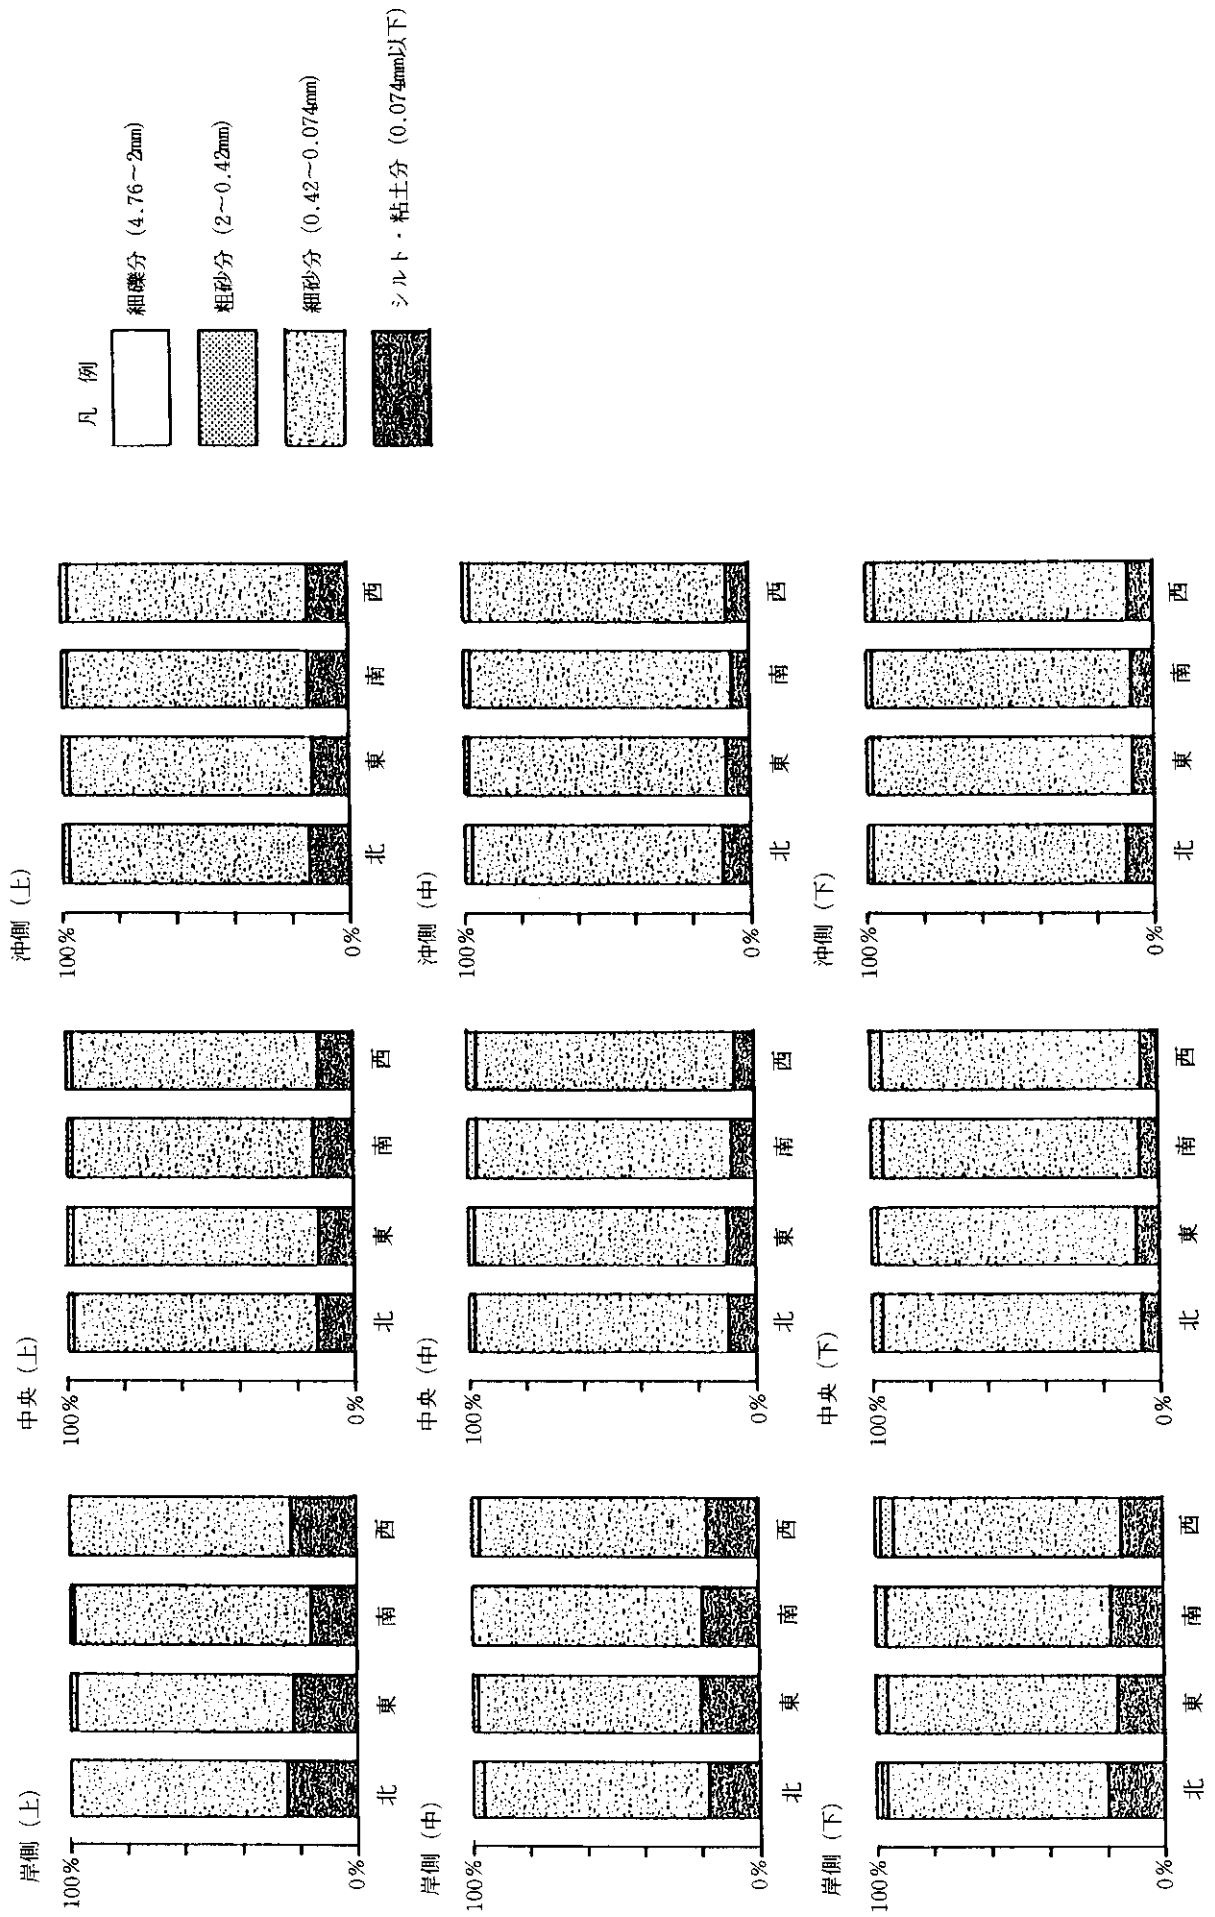 岸側 (上)
100%
0%
北
東
南
西
中央 (上)
100%
0%
北
東
南
西
沖側 (上)
100%
0%
北
東
南
西
岸側 (中)
100%
0%
北
東
南
西
中央 (中)
100%
0%
北
東
南
西
沖側 (中)
100%
0%
北
東
南
西
岸側 (下)
100%
0%
北
東
南
西
中央 (下)
100%
0%
北
東
南
西
沖側 (下)
100%
0%
北
東
南
西
凡 例
細礫分 (4.76~2mm)
粗砂分 (2~0.42mm)
細砂分 (0.42~0.074mm)
シルト・粘土分 (0.074mm以下)